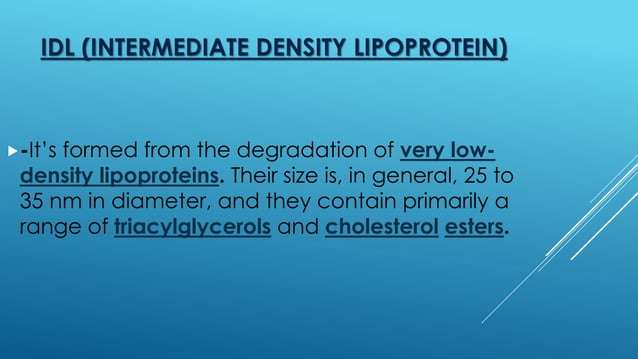 IDL (INTERMEDIATE DENSITY LIPOPROTEIN)
-It’s formed from the degradation of very low-
density lipoproteins. Their size is, in general, 25 to
35 nm in diameter, and they contain primarily a
range of triacylglycerols and cholesterol esters.